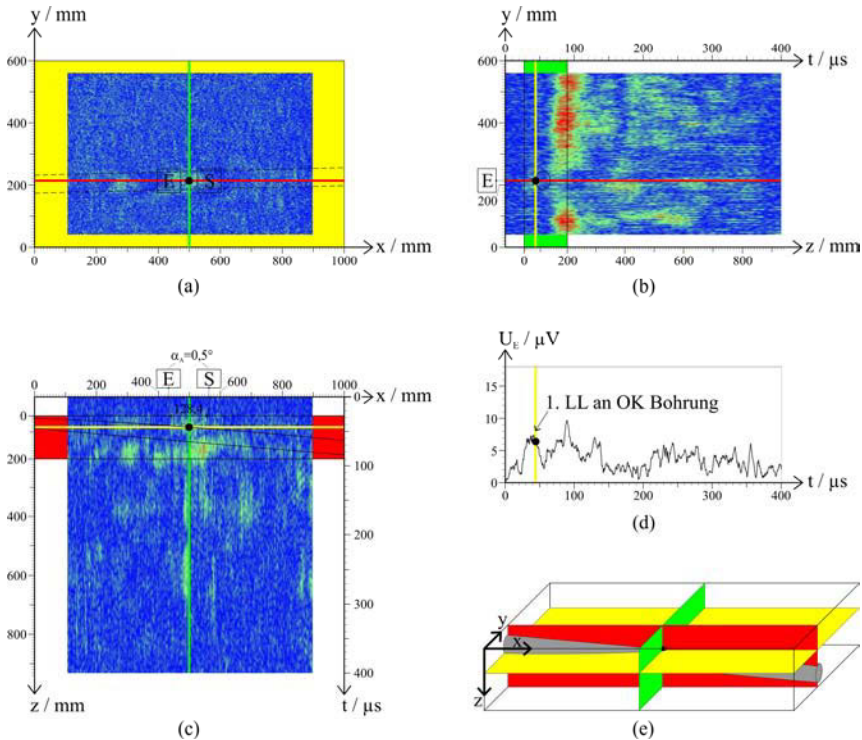 y / mm
600
400
200
0
E S
0 200 400 600 800 1000
x / mm
(a)
y / mm
0 100 200 300 400
t / µs
600
400
E
200
0
0 200 400 600 800
z / mm
(b)
αA=0,5°
400 E S 600
0 200 800 1000
x / mm
0
200
400
600
800
z / mm
0
100
200
300
400
t / µs
(c)
UE / µV
15
10
5
0
1. LL an OK Bohrung
0 100 200 300 400
t / µs
(d)
y
x
z
(e)